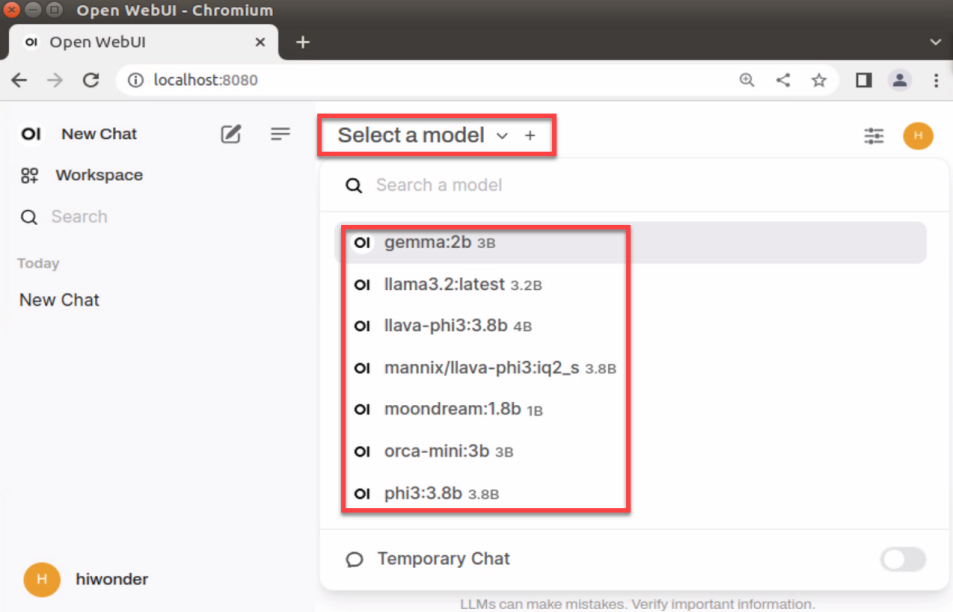 Open WebUI - Chromium
OI Open WebUI
localhost:8080
OI New Chat
Workspace
Search
Today
New Chat
H hiwonder
Select a model
H
Search a model
OI gemma:2b 3B
OI llama3.2:latest 3.2B
OI llava-phi3:3.8b 4B
OI mannix/llava-phi3:iq2_s 3.8B
OI moondream:1.8b 1B
OI orca-mini:3b 3B
OI phi3:3.8b 3.8B
Temporary Chat
LLMs can make mistakes. Verify important information.